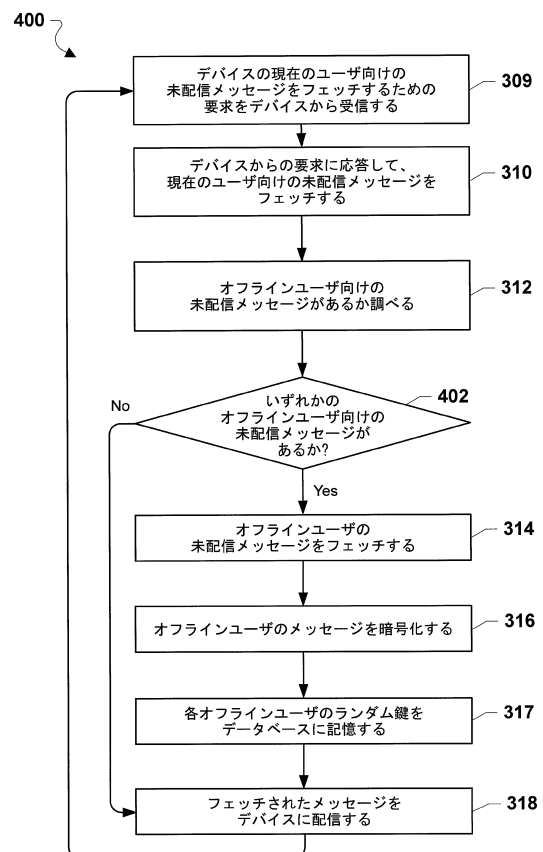 400
デバイスの現在のユーザ向けの
未配信メッセージをフェッチするための
要求をデバイスから受信する
309
デバイスからの要求に応答して、
現在のユーザ向けの未配信メッセージを
フェッチする
310
オフラインユーザ向けの
未配信メッセージがあるか調べる
312
いずれかの
オフラインユーザ向けの
未配信メッセージが
あるか?
402
No
Yes
オフラインユーザの
未配信メッセージをフェッチする
314
オフラインユーザのメッセージを暗号化する
316
各オフラインユーザのランダム鍵を
データベースに記憶する
317
フェッチされたメッセージを
デバイスに配信する
318